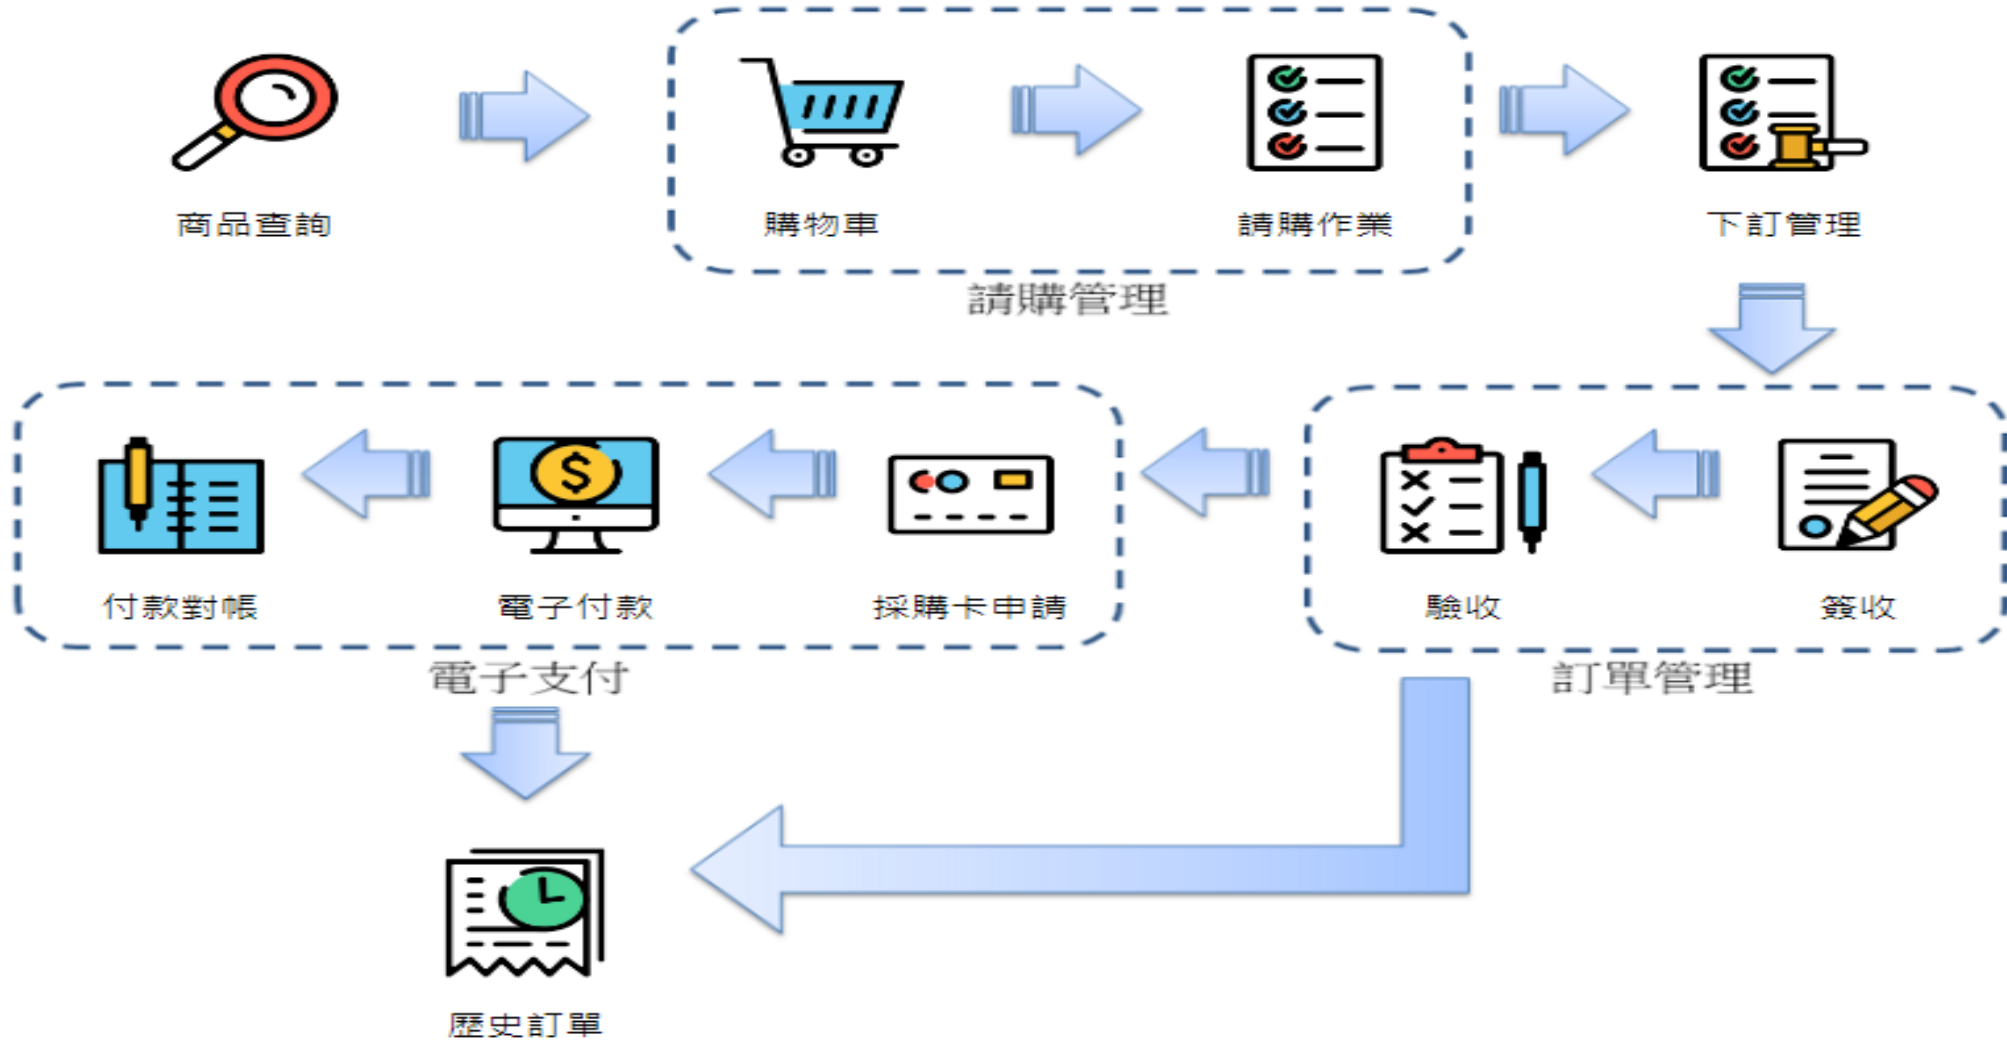 商品查詢
購物車
請購作業
下訂管理
請購管理
付款對帳
電子付款
採購卡申請
驗收
簽收
電子支付
訂單管理
歷史訂單